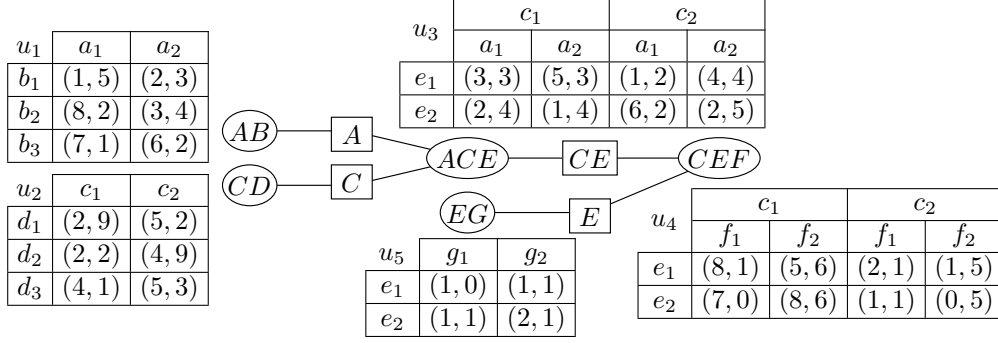 u1 a1 a2
b1 (1, 5) (2, 3)
b2 (8, 2) (3, 4)
b3 (7, 1) (6, 2)
u2 c1 c2
d1 (2, 9) (5, 2)
d2 (2, 2) (4, 9)
d3 (4, 1) (5, 3)
u3 c1 c2
a1 a2 a1 a2
e1 (3, 3) (5, 3) (1, 2) (4, 4)
e2 (2, 4) (1, 4) (6, 2) (2, 5)
AB A
ACE CE CEF
CD C
EG E
u4 c1 c2
f1 f2 f1 f2
e1 (8, 1) (5, 6) (2, 1) (1, 5)
e2 (7, 0) (8, 6) (1, 1) (0, 5)
u5 g1 g2
e1 (1, 0) (1, 1)
e2 (1, 1) (2, 1)